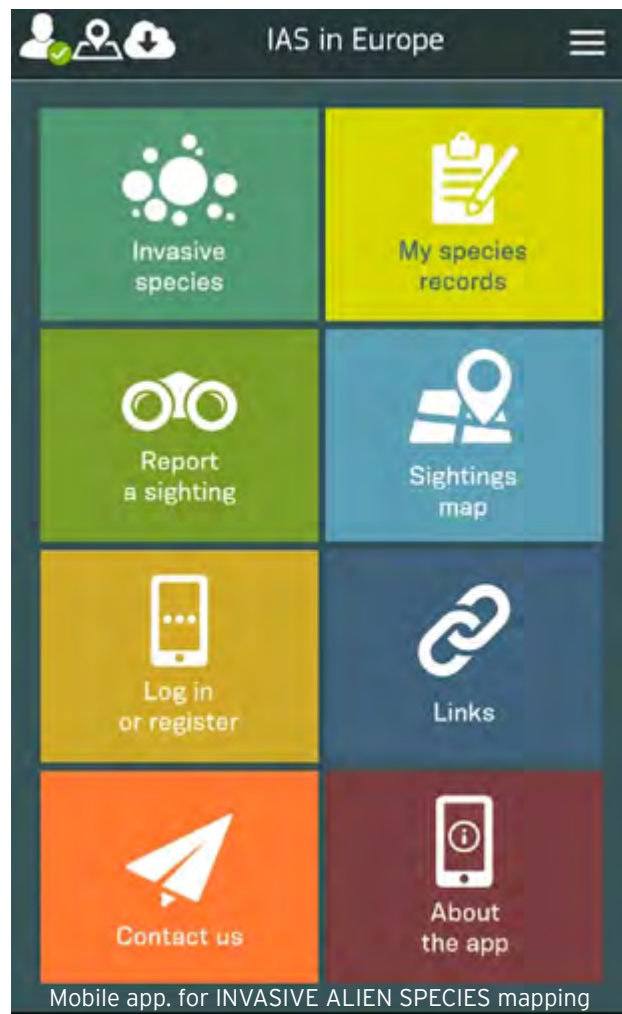 IAS in Europe
Invasive
species
My species
records
Report
a sighting
Sightings
map
Log in
or register
Links
Contact us
About
the app
Mobile app. for INVASIVE ALIEN SPECIES mapping